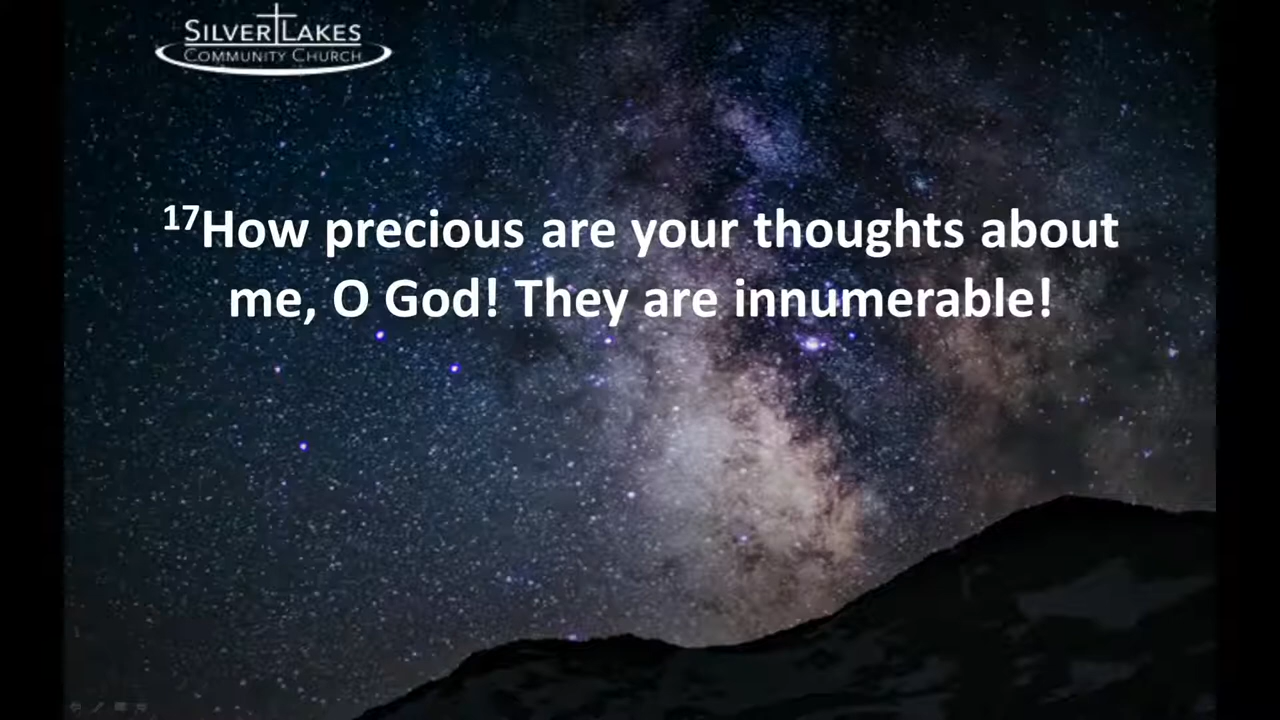 SILVER LAKES
COMMUNITY CHURCH
17How precious are your thoughts about
me, O God! They are innumerable!